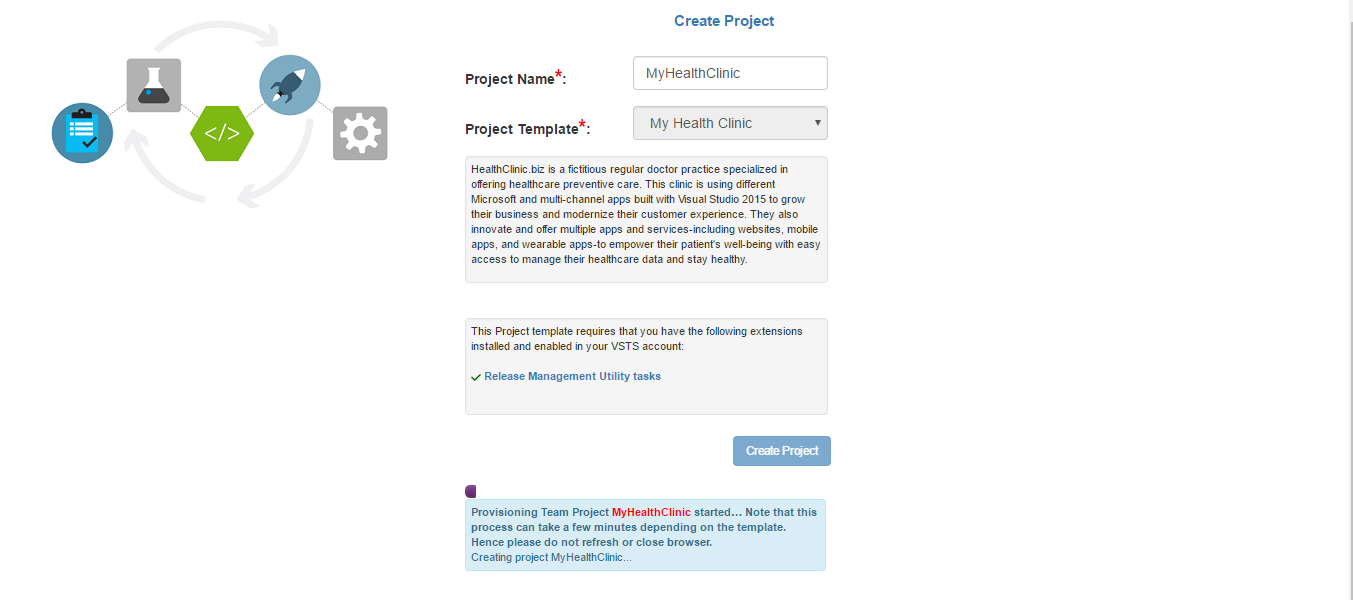 Create Project
Project Name*:
MyHealthClinic
Project Template*:
My Health Clinic
HealthClinic.biz is a fictitious regular doctor practice specialized in
offering healthcare preventive care. This clinic is using different
Microsoft and multi-channel apps built with Visual Studio 2015 to grow
their business and modernize their customer experience. They also
innovate and offer multiple apps and services-including websites, mobile
apps, and wearable apps-to empower their patient's well-being with easy
access to manage their healthcare data and stay healthy.
This Project template requires that you have the following extensions
installed and enabled in your VSTS account:
Release Management Utility tasks
Create Project
Provisioning Team Project MyHealthClinic started... Note that this
process can take a few minutes depending on the template.
Hence please do not refresh or close browser.
Creating project MyHealthClinic...